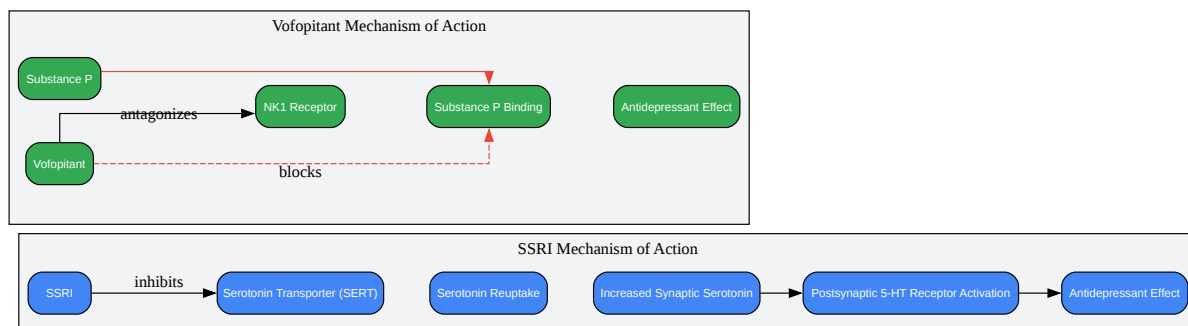 Vofopitant Mechanism of Action
Substance P
antagonizes
NK1 Receptor
Substance P Binding
Antidepressant Effect
Vofopitant
blocks
SSRI Mechanism of Action
SSRI
inhibits
Serotonin Transporter (SERT)
Serotonin Reuptake
Increased Synaptic Serotonin
Postsynaptic 5-HT Receptor Activation
Antidepressant Effect